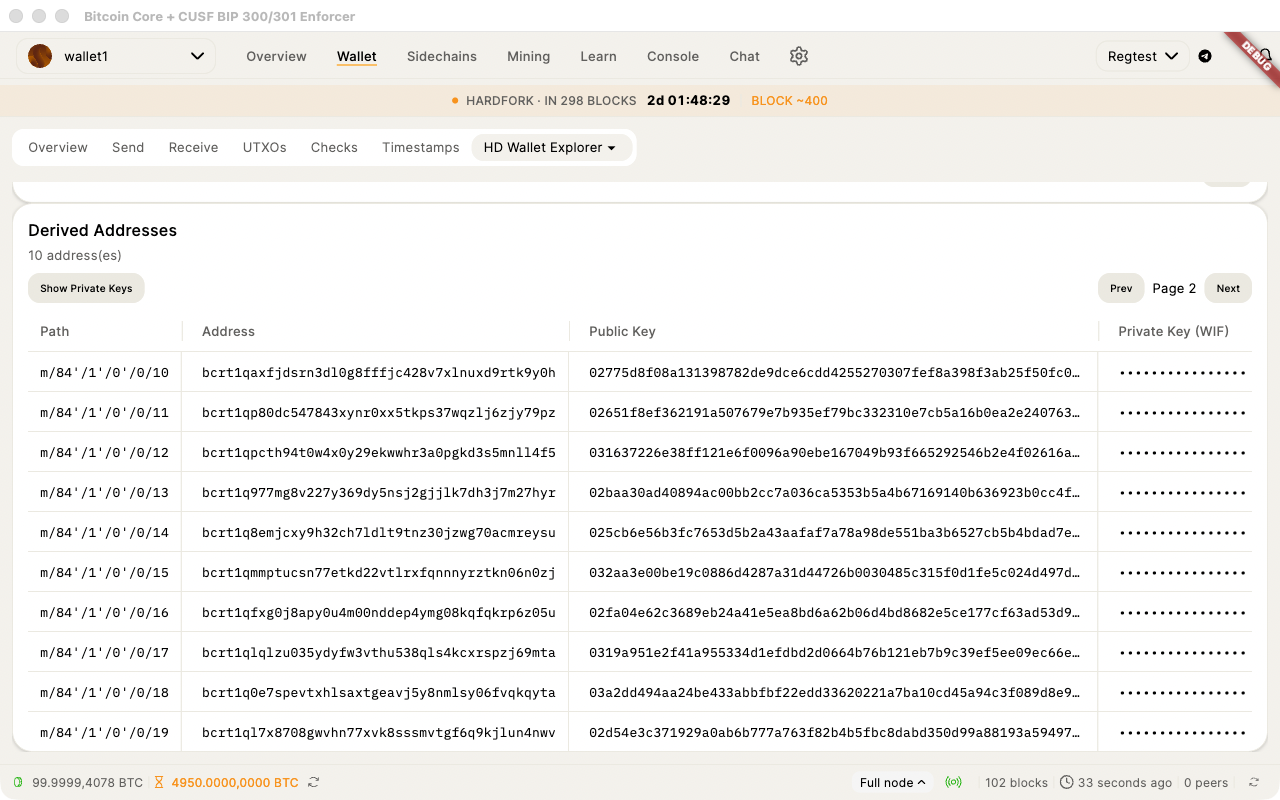 Bitcoin Core + CUSF BIP 300/301 Enforcer
wallet1 Overview Wallet Sidechains Mining Learn Console Chat Regtest DEBUG
HARDFORK · IN 298 BLOCKS 2d 01:48:29 BLOCK ~400
Overview Send Receive UTXOs Checks Timestamps HD Wallet Explorer
Derived Addresses
10 address(es)
Show Private Keys Prev Page 2 Next
Path Address Public Key Private Key (WIF)
m/84'/1'/0'/0/10 bcrt1qaxfjdsrn3dl0g8fffjc428v7xlnuxd9rtk9y0h 02775d8f08a131398782de9dce6cdd4255270307fef8a398f3ab25f50fc0… ••••••••••••••••
m/84'/1'/0'/0/11 bcrt1qp80dc547843xynr0xx5tkps37wqzlj6zjy79pz 02651f8ef362191a507679e7b935ef79bc332310e7cb5a16b0ea2e240763… ••••••••••••••••
m/84'/1'/0'/0/12 bcrt1qpcth94t0w4x0y29ekwwhr3a0pgkd3s5mnll4f5 031637226e38ff121e6f0096a90ebe167049b93f665292546b2e4f02616a… ••••••••••••••••
m/84'/1'/0'/0/13 bcrt1q977mg8v227y369dy5nsj2gjjlk7dh3j7m27hyr 02baa30ad40894ac00bb2cc7a036ca5353b5a4b67169140b636923b0cc4f… ••••••••••••••••
m/84'/1'/0'/0/14 bcrt1q8emjcxy9h32ch7ldlt9tnz30jzwg70acmreysu 025cb6e56b3fc7653d5b2a43aafaf7a78a98de551ba3b6527cb5b4bdad7e… ••••••••••••••••
m/84'/1'/0'/0/15 bcrt1qmmptucsn77etkd22vtlrxfqnnnyrztkn06n0zj 032aa3e00be19c0886d4287a31d44726b0030485c315f0d1fe5c024d497d… ••••••••••••••••
m/84'/1'/0'/0/16 bcrt1qfxg0j8apy0u4m00nddep4ymg08kqfqkrp6z05u 02fa04e62c3689eb24a41e5ea8bd6a62b06d4bd8682e5ce177cf63ad53d9… ••••••••••••••••
m/84'/1'/0'/0/17 bcrt1qlqlzu035ydyfw3vthu538qls4kcxrspzj69mta 0319a951e2f41a955334d1efdbd2d0664b76b121eb7b9c39ef5ee09ec66e… ••••••••••••••••
m/84'/1'/0'/0/18 bcrt1q0e7spevtxhlsaxtgeavj5y8nmlsy06fvqkqyta 03a2dd494aa24be433abbfbf22edd33620221a7ba10cd45a94c3f089d8e9… ••••••••••••••••
m/84'/1'/0'/0/19 bcrt1ql7x8708gwvhn77xvk8sssmvtgf6q9kjlun4nwv 02d54e3c371929a0ab6b777a763f82b4b5fbc8dabd350d99a88193a59497… ••••••••••••••••
99.9999,4078 BTC 4950.0000,0000 BTC Full node 102 blocks 33 seconds ago 0 peers